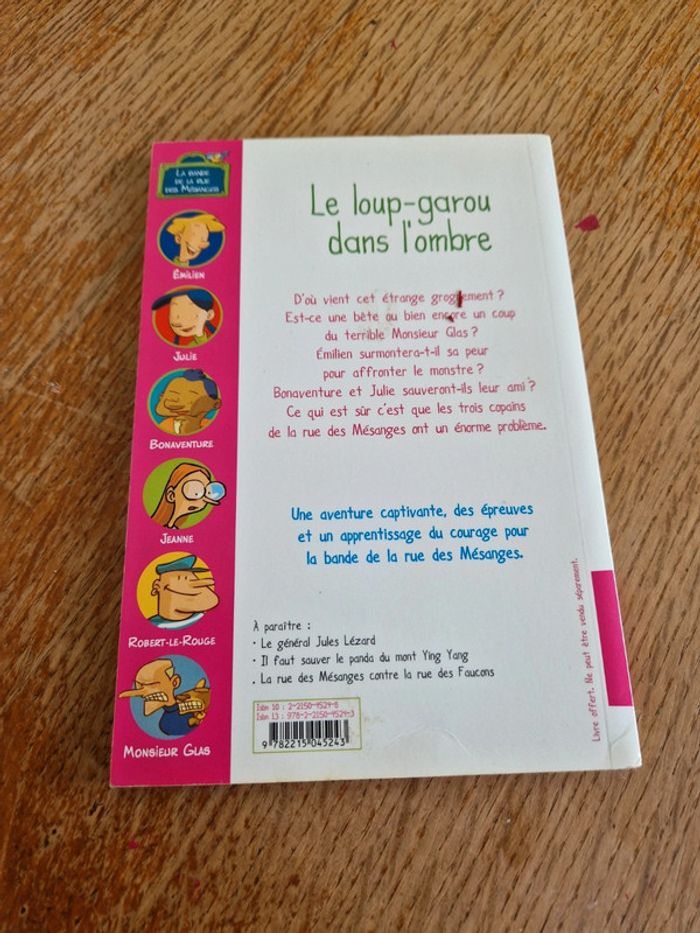 LA BANDE
DE LA RUE
DES MÉSANGES
ÉMILIEN
JULIE
BONAVENTURE
JEANNE
ROBERT-LE-ROUGE
MONSIEUR GLAS
Le loup-garou
dans l'ombre
D'où vient cet étrange grognement ?
Est-ce une bête ou bien encore un coup
du terrible Monsieur Glas ?
Émilien surmontera-t-il sa peur
pour affronter le monstre ?
Bonaventure et Julie sauveront-ils leur ami ?
Ce qui est sûr c'est que les trois copains
de la rue des Mésanges ont un énorme problème.
Une aventure captivante, des épreuves
et un apprentissage du courage pour
la bande de la rue des Mésanges.
À paraître :
• Le général Jules Lézard
• Il faut sauver le panda du mont Ying Yang
• La rue des Mésanges contre la rue des Faucons
Isbn 10 : 2-2150-4524-8
Isbn 13 : 978-2-2150-4524-3
9 782215 045243
Livre offert. Ne peut être vendu séparément.